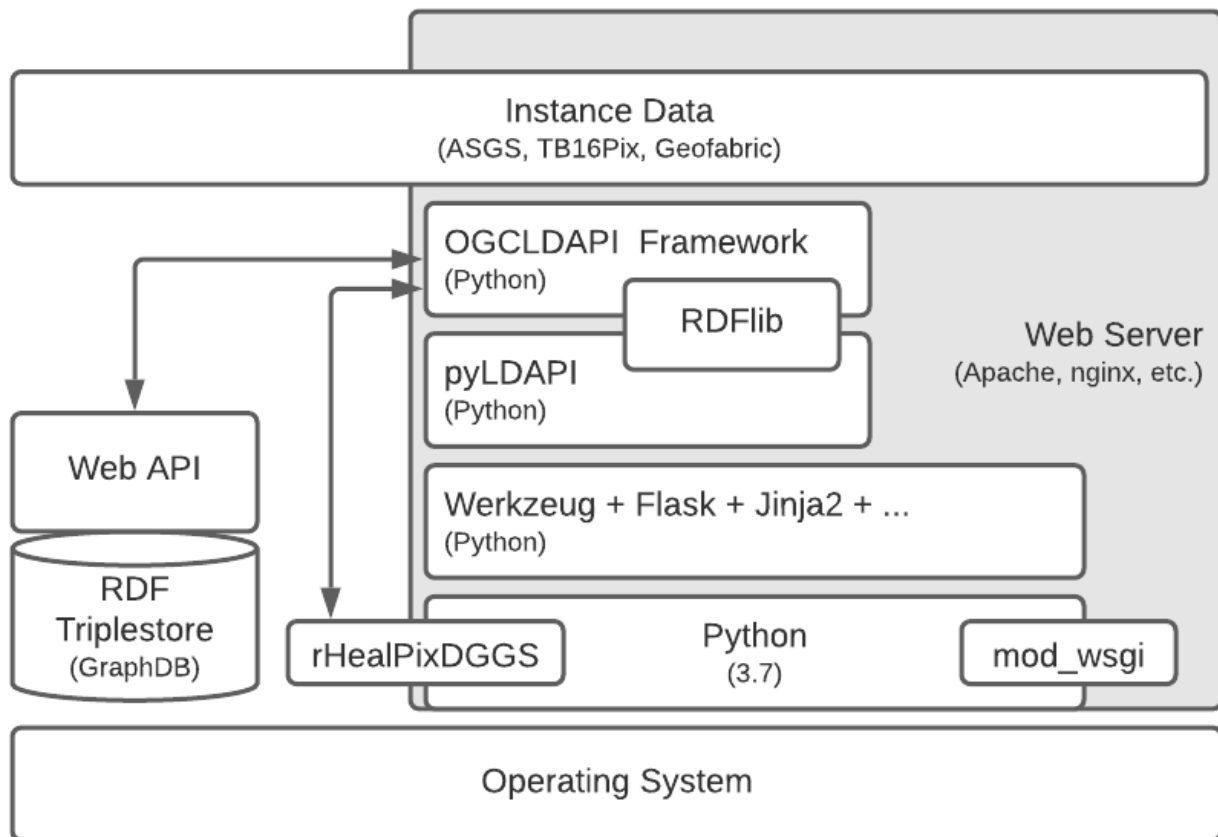 Instance Data
(ASGS, TB16Pix, Geofabric)
OGCLDAPI Framework
(Python)
RDFlib
pyLDAPI
(Python)
Web Server
(Apache, nginx, etc.)
Web API
Werkzeug + Flask + Jinja2 + ...
(Python)
RDF
Triplestore
(GraphDB)
rHealPixDGGS
Python
(3.7)
mod_wsgi
Operating System